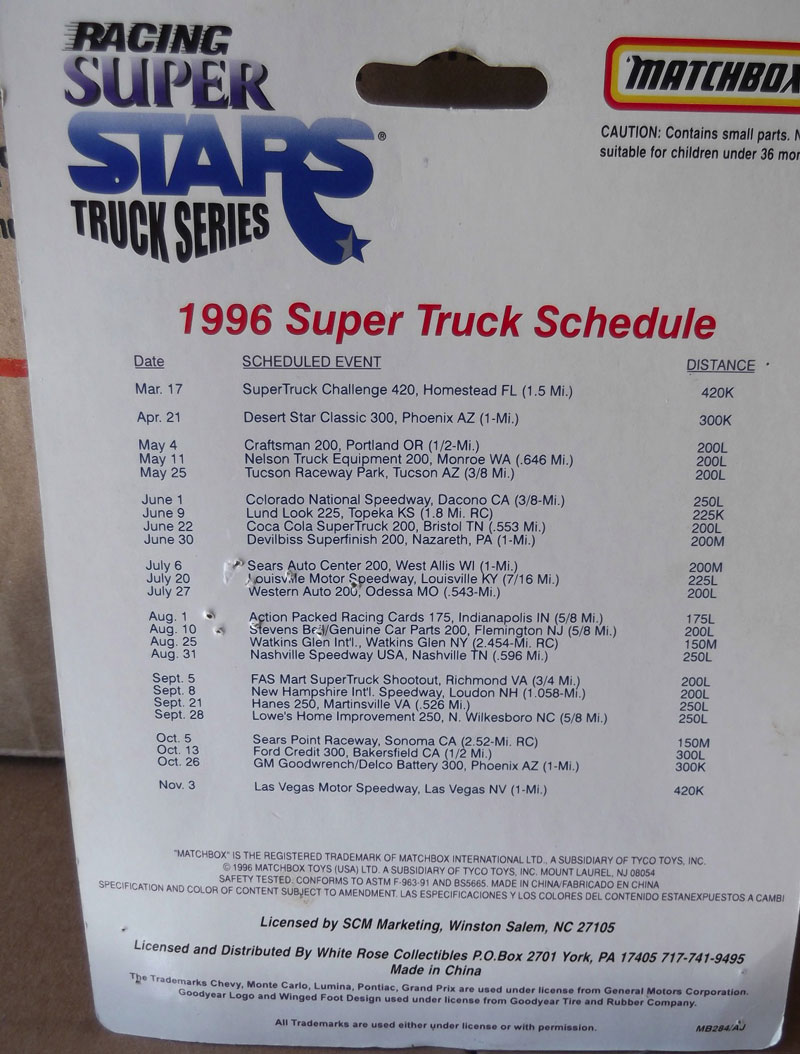 RACING
SUPER
STARS®
TRUCK SERIES
MATCHBOX
CAUTION: Contains small parts. N
suitable for children under 36 mon
1996 Super Truck Schedule
Date SCHEDULED EVENT DISTANCE
Mar. 17 SuperTruck Challenge 420, Homestead FL (1.5 Mi.) 420K
Apr. 21 Desert Star Classic 300, Phoenix AZ (1-Mi.) 300K
May 4 Craftsman 200, Portland OR (1/2-Mi.) 200L
May 11 Nelson Truck Equipment 200, Monroe WA (.646 Mi.) 200L
May 25 Tucson Raceway Park, Tucson AZ (3/8 Mi.) 200L
June 1 Colorado National Speedway, Dacono CA (3/8-Mi.) 250L
June 9 Lund Look 225, Topeka KS (1.8 Mi. RC) 225K
June 22 Coca Cola SuperTruck 200, Bristol TN (.553 Mi.) 200L
June 30 Devilbiss Superfinish 200, Nazareth, PA (1-Mi.) 200M
July 6 Sears Auto Center 200, West Allis WI (1-Mi.) 200M
July 20 Louisville Motor Speedway, Louisville KY (7/16 Mi.) 225L
July 27 Western Auto 200, Odessa MO (.543-Mi.) 200L
Aug. 1 Action Packed Racing Cards 175, Indianapolis IN (5/8 Mi.) 175L
Aug. 10 Stevens Beil/Genuine Car Parts 200, Flemington NJ (5/8 Mi.) 200L
Aug. 25 Watkins Glen Int'l., Watkins Glen NY (2.454-Mi. RC) 150M
Aug. 31 Nashville Speedway USA, Nashville TN (.596 Mi.) 250L
Sept. 5 FAS Mart SuperTruck Shootout, Richmond VA (3/4 Mi.) 200L
Sept. 8 New Hampshire Int'l. Speedway, Loudon NH (1.058-Mi.) 200L
Sept. 21 Hanes 250, Martinsville VA (.526 Mi.) 250L
Sept. 28 Lowe's Home Improvement 250, N. Wilkesboro NC (5/8 Mi.) 250L
Oct. 5 Sears Point Raceway, Sonoma CA (2.52-Mi. RC) 150M
Oct. 13 Ford Credit 300, Bakersfield CA (1/2 Mi.) 300L
Oct. 26 GM Goodwrench/Delco Battery 300, Phoenix AZ (1-Mi.) 300K
Nov. 3 Las Vegas Motor Speedway, Las Vegas NV (1-Mi.) 420K
"MATCHBOX" IS THE REGISTERED TRADEMARK OF MATCHBOX INTERNATIONAL LTD., A SUBSIDIARY OF TYCO TOYS, INC.
© 1996 MATCHBOX TOYS (USA) LTD. A SUBSIDIARY OF TYCO TOYS, INC. MOUNT LAUREL, NJ 08054
SAFETY TESTED: CONFORMS TO ASTM F-963-91 AND BS5665. MADE IN CHINA/FABRICADO EN CHINA
SPECIFICATION AND COLOR OF CONTENT SUBJECT TO AMENDMENT. LAS ESPECIFICACIONES Y LOS COLORES DEL CONTENIDO ESTANEXPUESTOS A CAMBI
Licensed by SCM Marketing, Winston Salem, NC 27105
Licensed and Distributed By White Rose Collectibles P.O.Box 2701 York, PA 17405 717-741-9495
Made in China
The Trademarks Chevy, Monte Carlo, Lumina, Pontiac, Grand Prix are used under license from General Motors Corporation.
Goodyear Logo and Winged Foot Design used under license from Goodyear Tire and Rubber Company.
All Trademarks are used either under license or with permission.
MB284/AJ